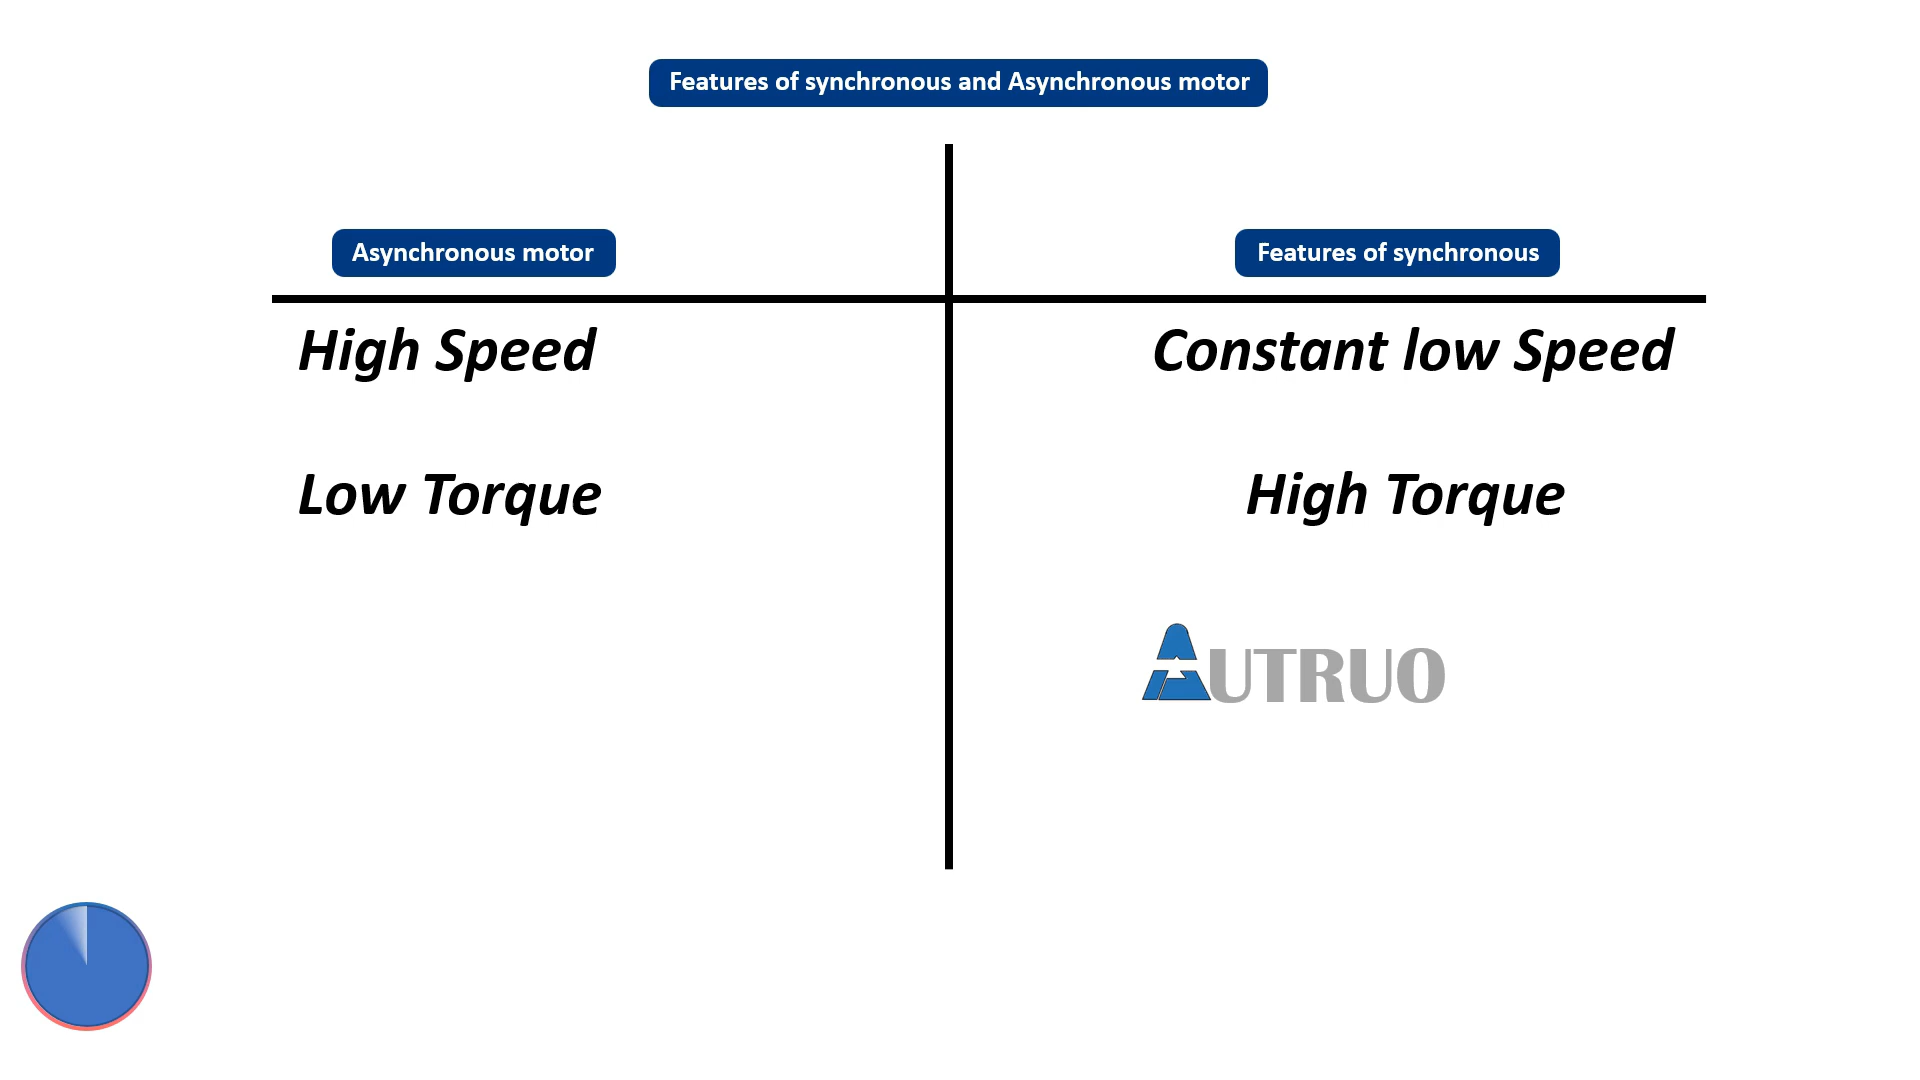 Features of synchronous and Asynchronous motor
Asynchronous motor
Features of synchronous
High Speed
Constant low Speed
Low Torque
High Torque
AUTRUO